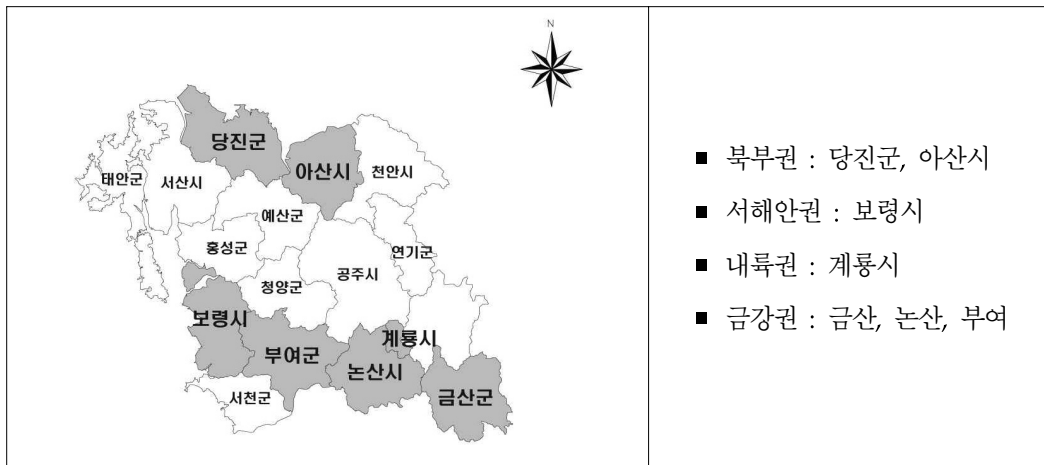 N
당진군
아산시
천안시
태안군
서산시
예산군
홍성군
연기군
공주시
청양군
보령시
계룡시
부여군
논산시
금산군
서천군
■ 북부권 : 당진군, 아산시
■ 서해안권 : 보령시
■ 내륙권 : 계룡시
■ 금강권 : 금산, 논산, 부여